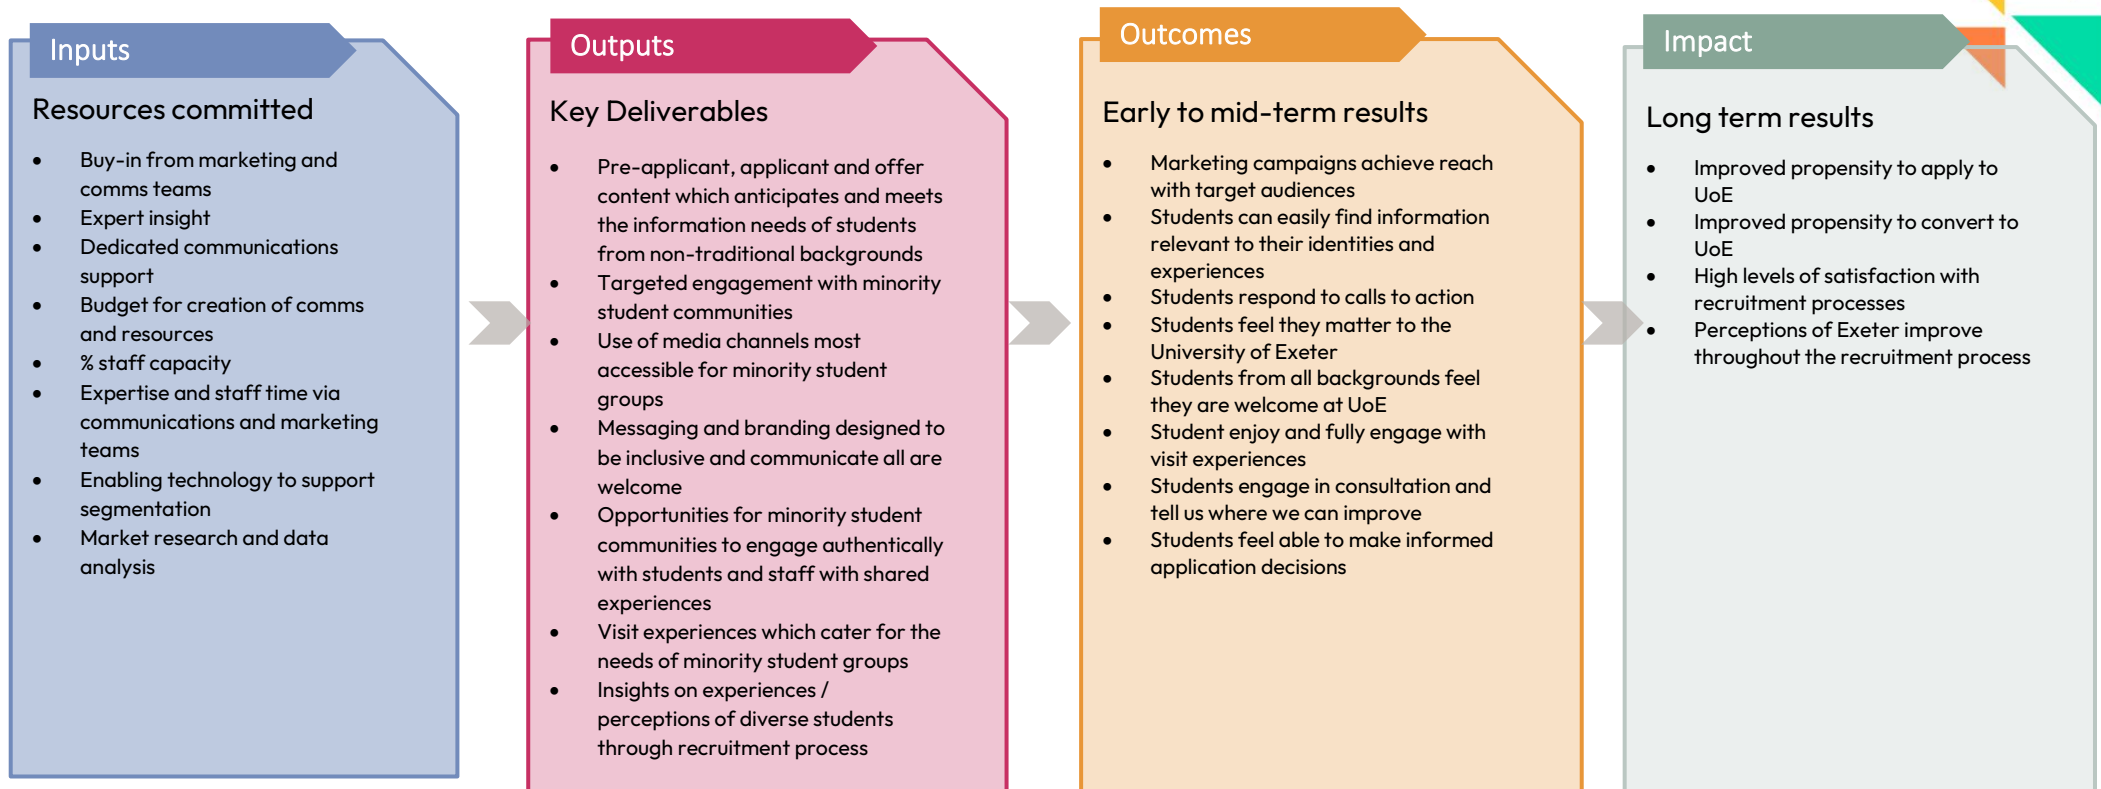 Inputs
Resources committed
• Buy-in from marketing and
comms teams
• Expert insight
• Dedicated communications
support
• Budget for creation of comms
and resources
• % staff capacity
• Expertise and staff time via
communications and marketing
teams
• Enabling technology to support
segmentation
• Market research and data
analysis
Outputs
Key Deliverables
• Pre-applicant, applicant and offer
content which anticipates and meets
the information needs of students
from non-traditional backgrounds
• Targeted engagement with minority
student communities
• Use of media channels most
accessible for minority student
groups
• Messaging and branding designed to
be inclusive and communicate all are
welcome
• Opportunities for minority student
communities to engage authentically
with students and staff with shared
experiences
• Visit experiences which cater for the
needs of minority student groups
• Insights on experiences /
perceptions of diverse students
through recruitment process
Outcomes
Early to mid-term results
• Marketing campaigns achieve reach
with target audiences
• Students can easily find information
relevant to their identities and
experiences
• Students respond to calls to action
• Students feel they matter to the
University of Exeter
• Students from all backgrounds feel
they are welcome at UoE
• Student enjoy and fully engage with
visit experiences
• Students engage in consultation and
tell us where we can improve
• Students feel able to make informed
application decisions
Impact
Long term results
• Improved propensity to apply to
UoE
• Improved propensity to convert to
UoE
• High levels of satisfaction with
recruitment processes
• Perceptions of Exeter improve
throughout the recruitment process